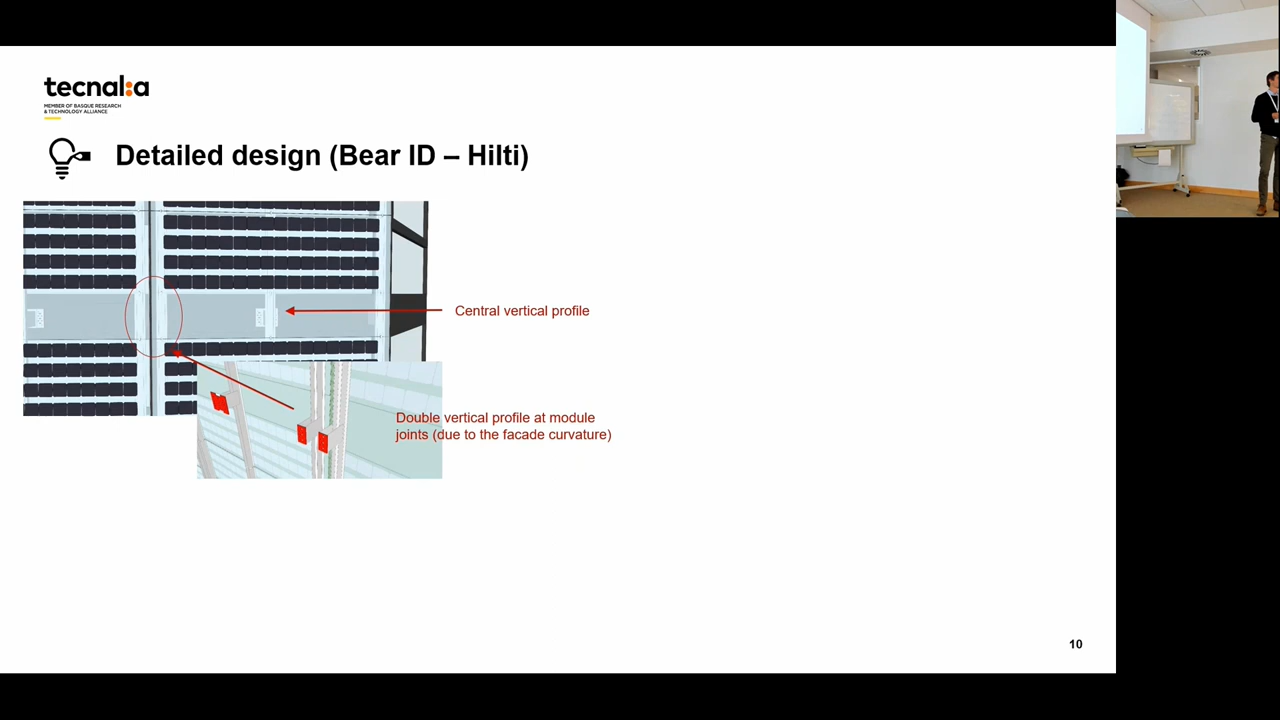 tecnal:a
MEMBER OF BASQUE RESEARCH
& TECHNOLOGY ALLIANCE
Detailed design (Bear ID – Hilti)
Central vertical profile
Double vertical profile at module
joints (due to the facade curvature)
10